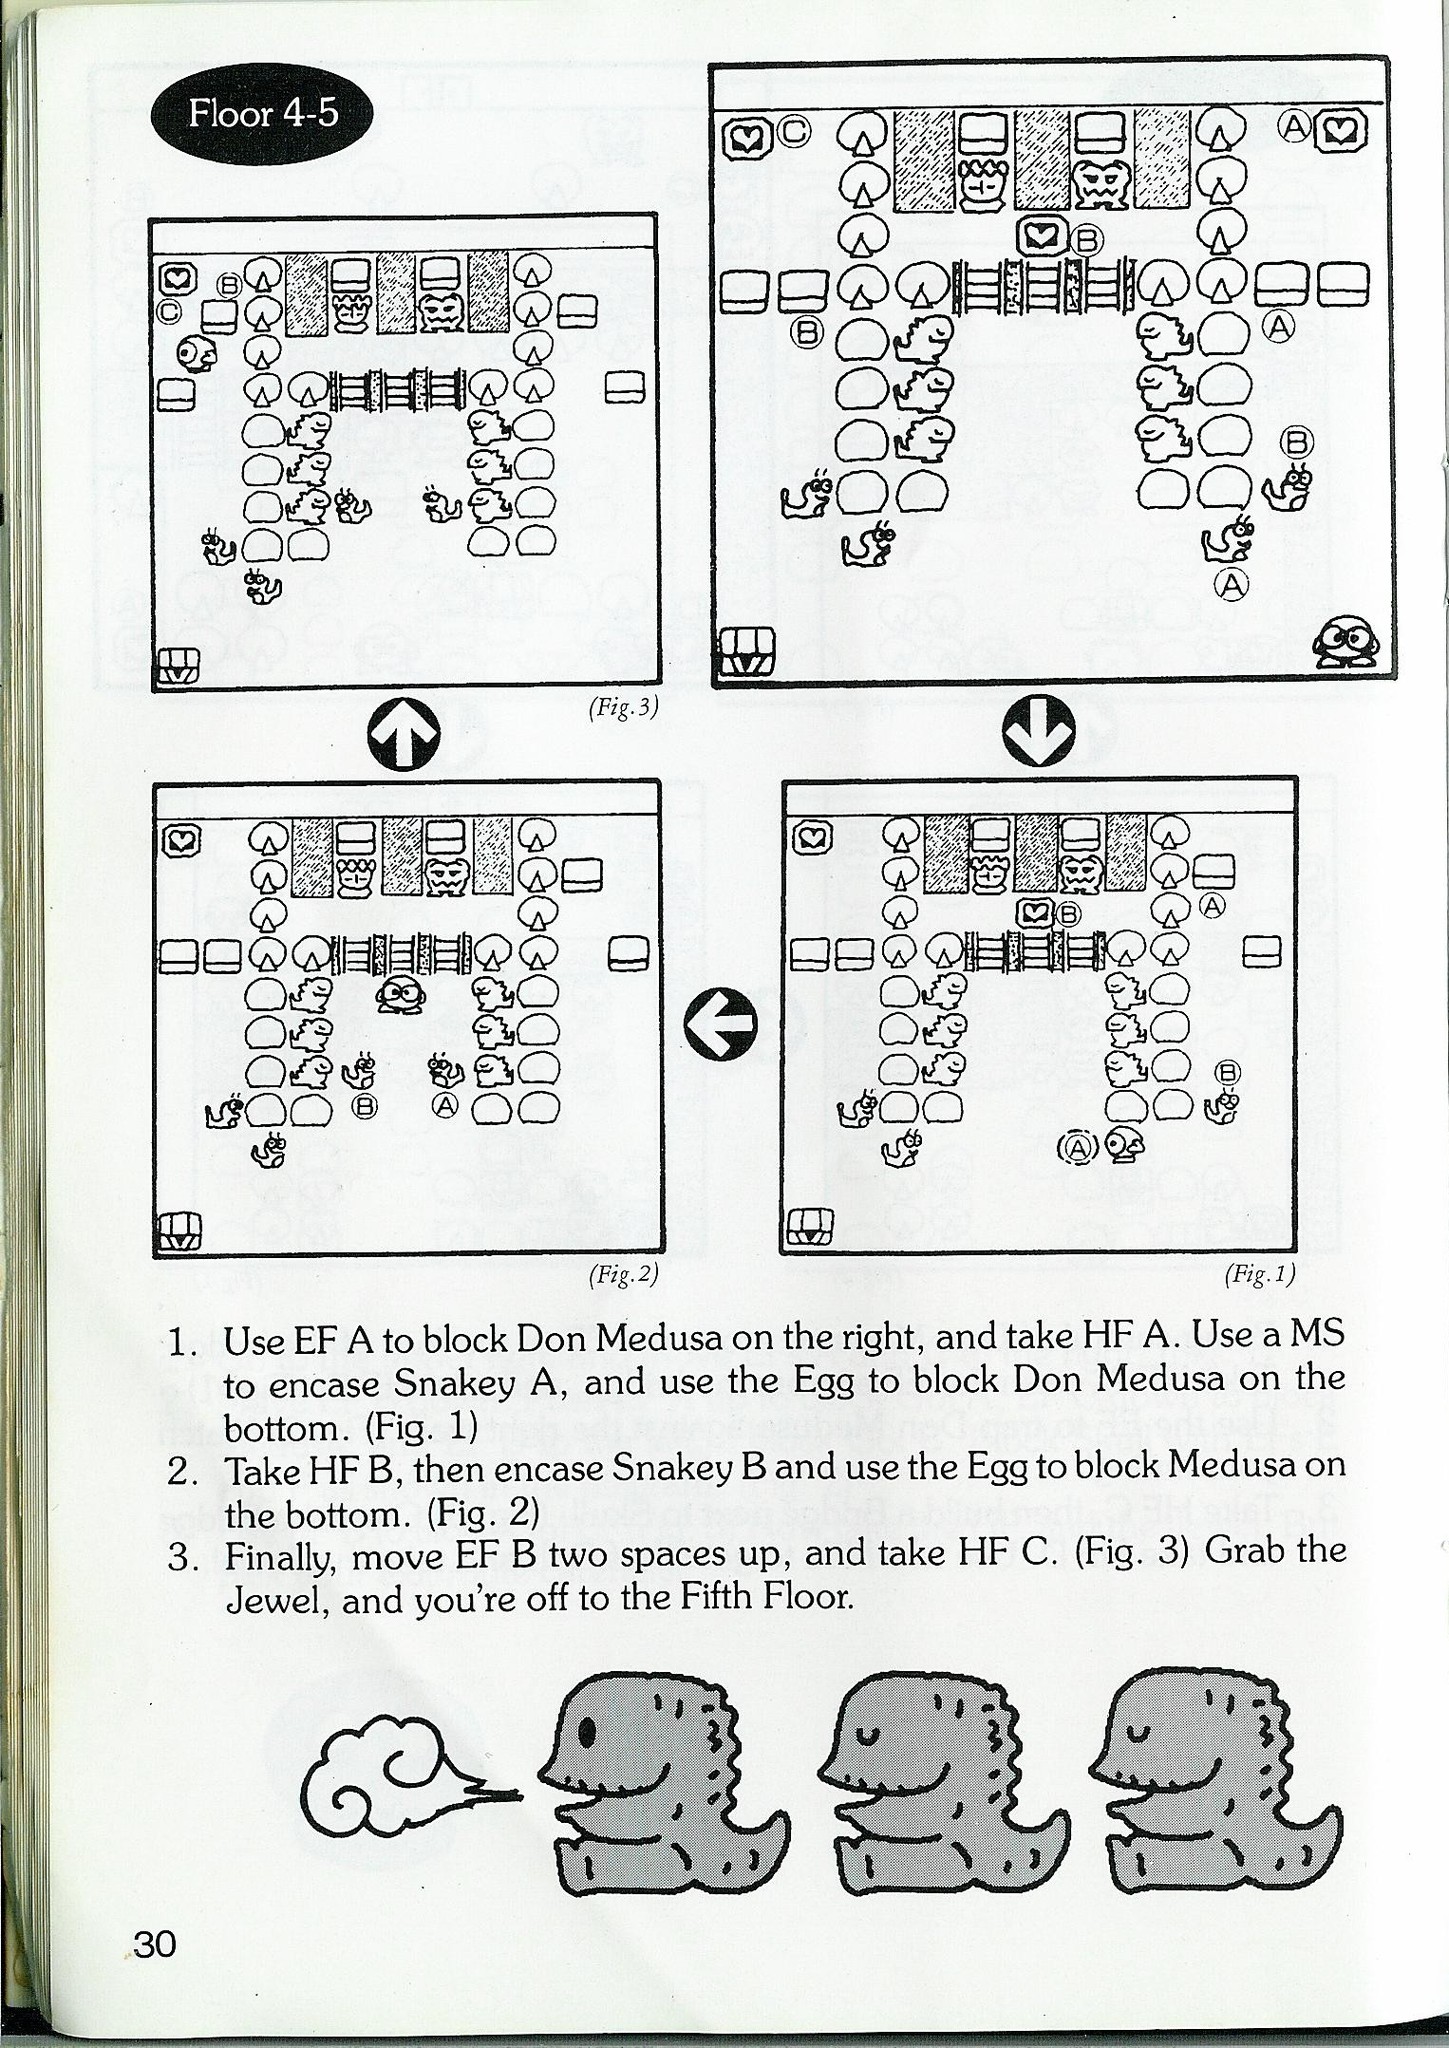 Floor 4-5
C
A
B
B
A
B
A
B
C
(Fig.3)
B
A
B
A
B
A
(Fig.2)
(Fig.1)
1. Use EF A to block Don Medusa on the right, and take HF A. Use a MS
to encase Snakey A, and use the Egg to block Don Medusa on the
bottom. (Fig. 1)
2. Take HF B, then encase Snakey B and use the Egg to block Medusa on
the bottom. (Fig. 2)
3. Finally, move EF B two spaces up, and take HF C. (Fig. 3) Grab the
Jewel, and you're off to the Fifth Floor.
30